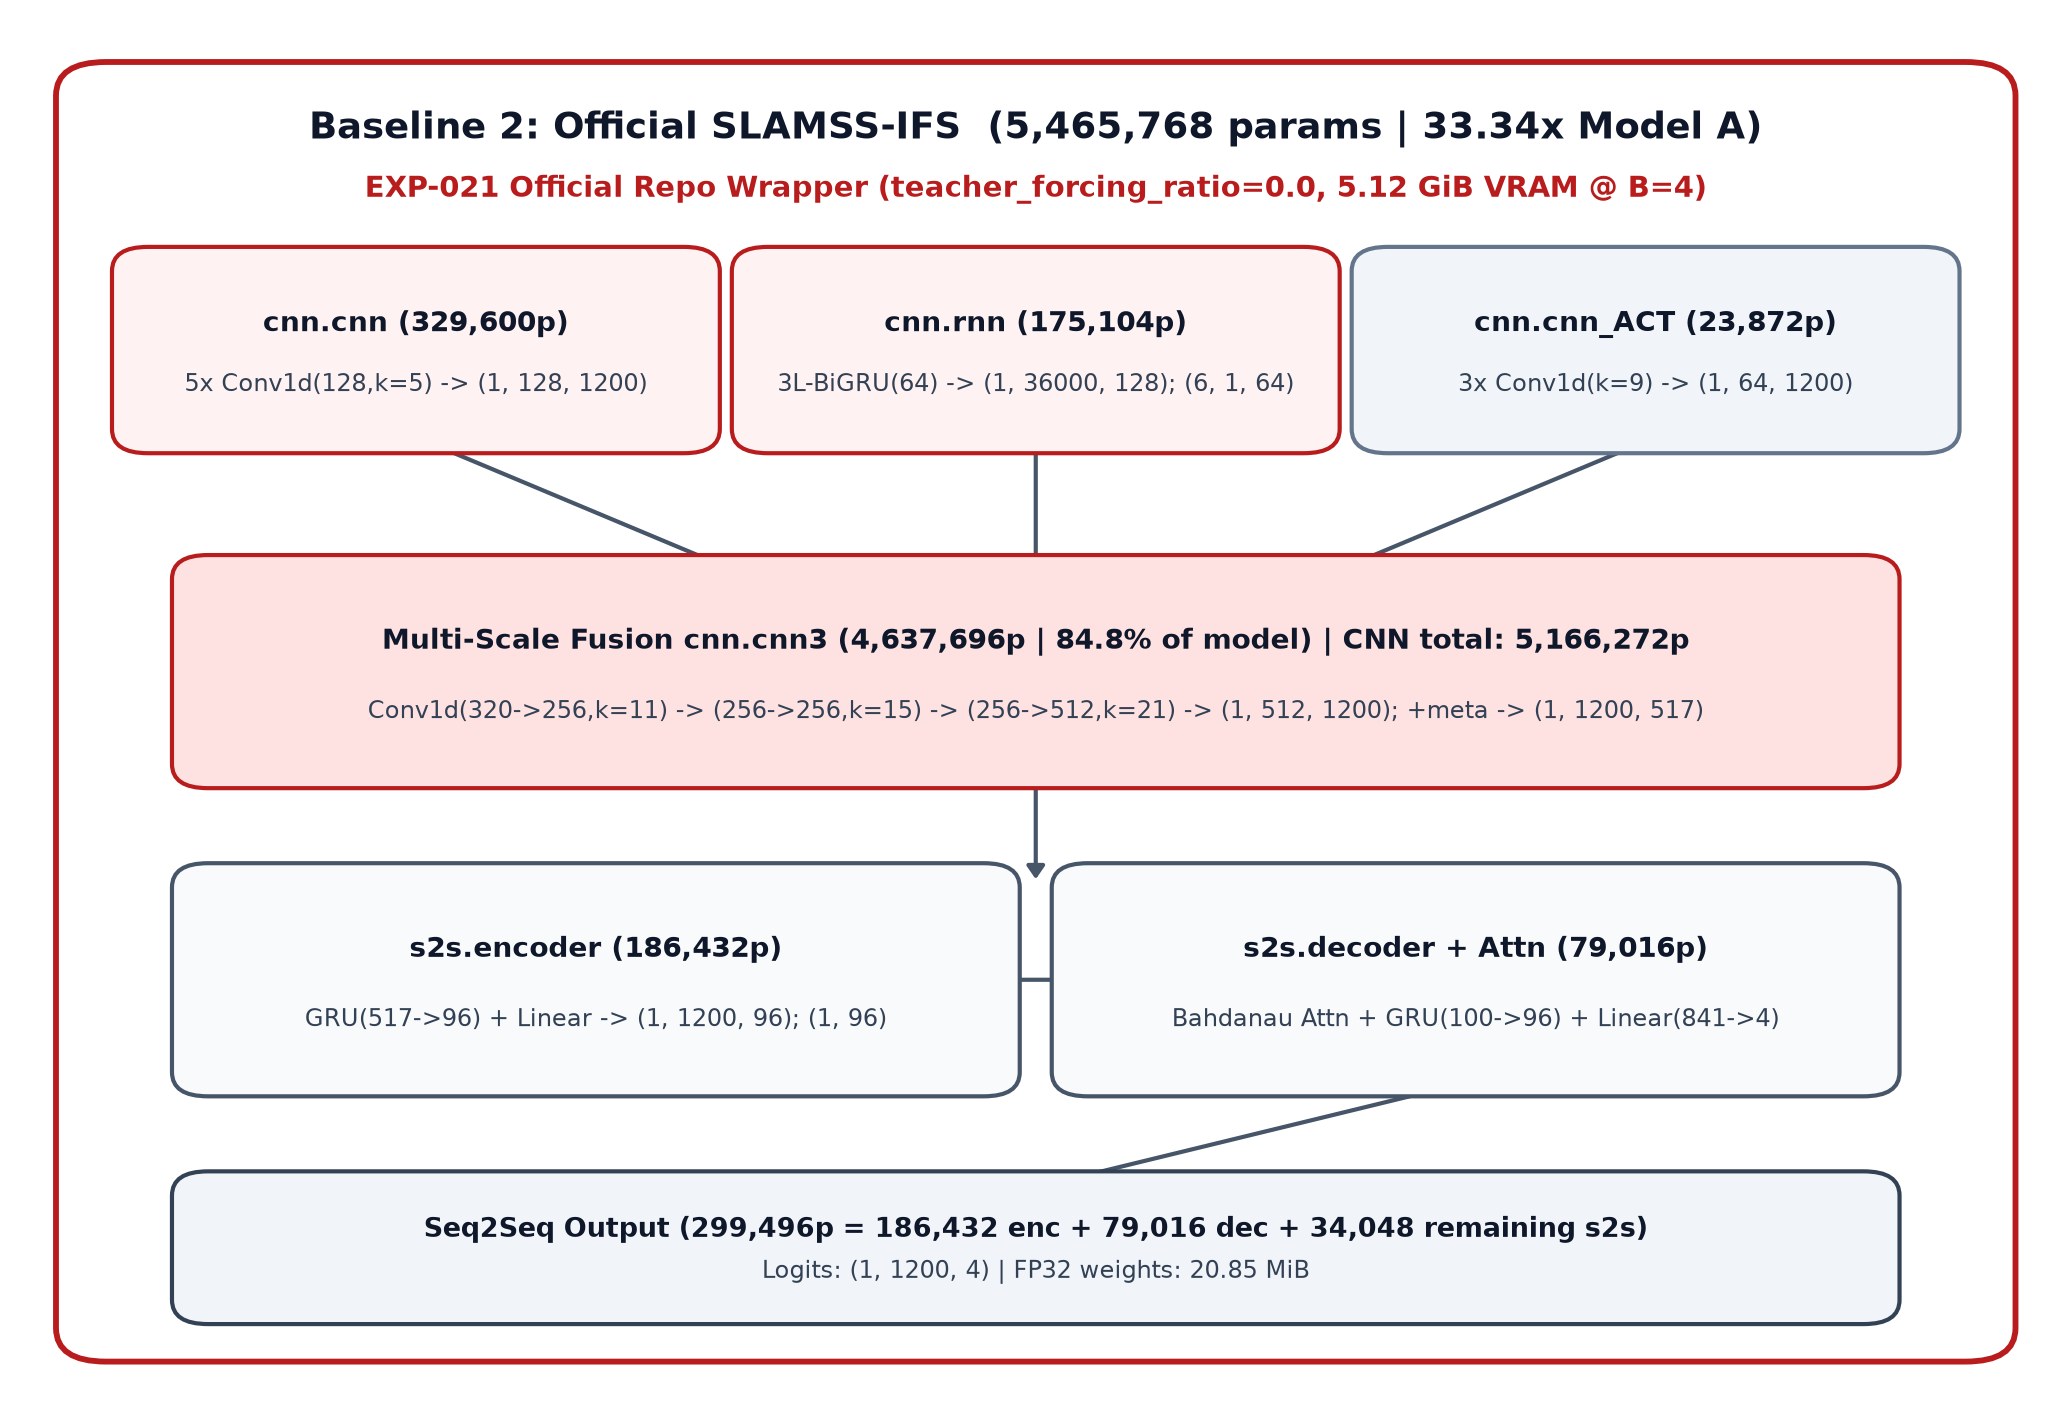 Baseline 2: Official SLAMSS-IFS (5,465,768 params | 33.34x Model A)
EXP-021 Official Repo Wrapper (teacher_forcing_ratio=0.0, 5.12 GiB VRAM @ B=4)
cnn.cnn (329,600p)
5x Conv1d(128,k=5) -> (1, 128, 1200)
cnn.rnn (175,104p)
3L-BiGRU(64) -> (1, 36000, 128); (6, 1, 64)
cnn.cnn_ACT (23,872p)
3x Conv1d(k=9) -> (1, 64, 1200)
Multi-Scale Fusion cnn.cnn3 (4,637,696p | 84.8% of model) | CNN total: 5,166,272p
Conv1d(320->256,k=11) -> (256->256,k=15) -> (256->512,k=21) -> (1, 512, 1200); +meta -> (1, 1200, 517)
s2s.encoder (186,432p)
GRU(517->96) + Linear -> (1, 1200, 96); (1, 96)
s2s.decoder + Attn (79,016p)
Bahdanau Attn + GRU(100->96) + Linear(841->4)
Seq2Seq Output (299,496p = 186,432 enc + 79,016 dec + 34,048 remaining s2s)
Logits: (1, 1200, 4) | FP32 weights: 20.85 MiB